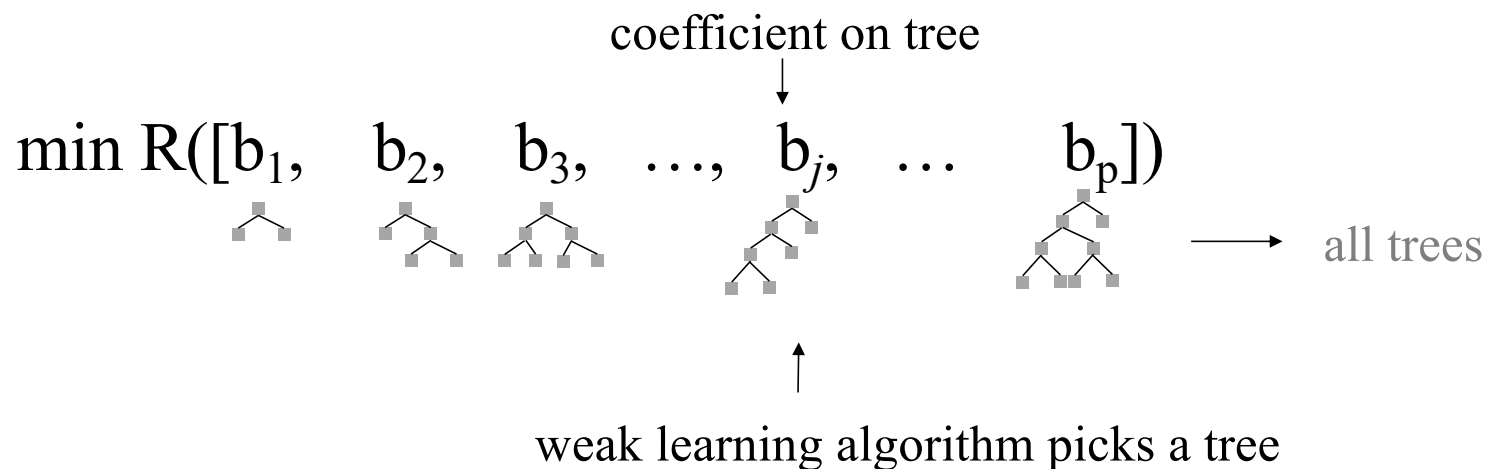 coefficient on tree
min R([b₁, b₂, b₃, …, bⱼ, … bₚ])
all trees
weak learning algorithm picks a tree